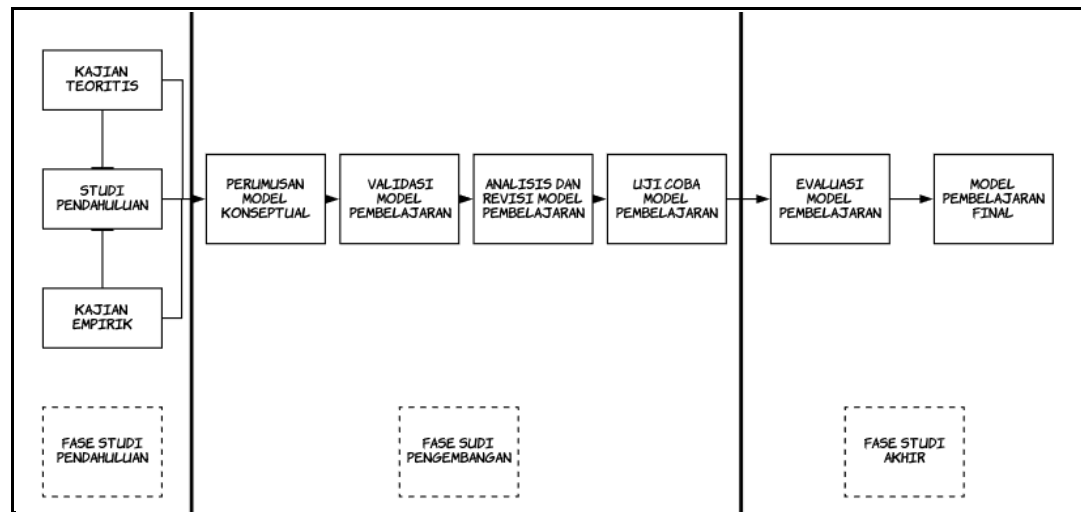 KAJIAN
TEORITIS
STUDI
PENDAHULUAN
KAJIAN
EMPIRIK
PERUMUSAN
MODEL
KONSEPTUAL
VALIDASI
MODEL
PEMBELAJARAN
ANALISIS DAN
REVISI MODEL
PEMBELAJARAN
UJI COBA
MODEL
PEMBELAJARAN
EVALUASI
MODEL
PEMBELAJARAN
MODEL
PEMBELAJARAN
FINAL
FASE STUDI
PENDAHULUAN
FASE SUDI
PENGEMBANGAN
FASE STUDI
AKHIR